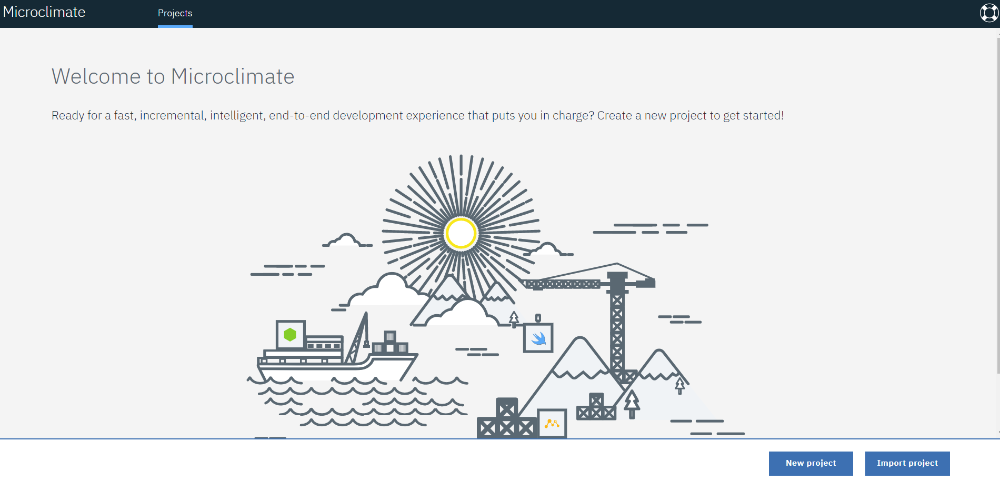 Microclimate
Projects
Welcome to Microclimate
Ready for a fast, incremental, intelligent, end-to-end development experience that puts you in charge? Create a new project to get started!
New project
Import project